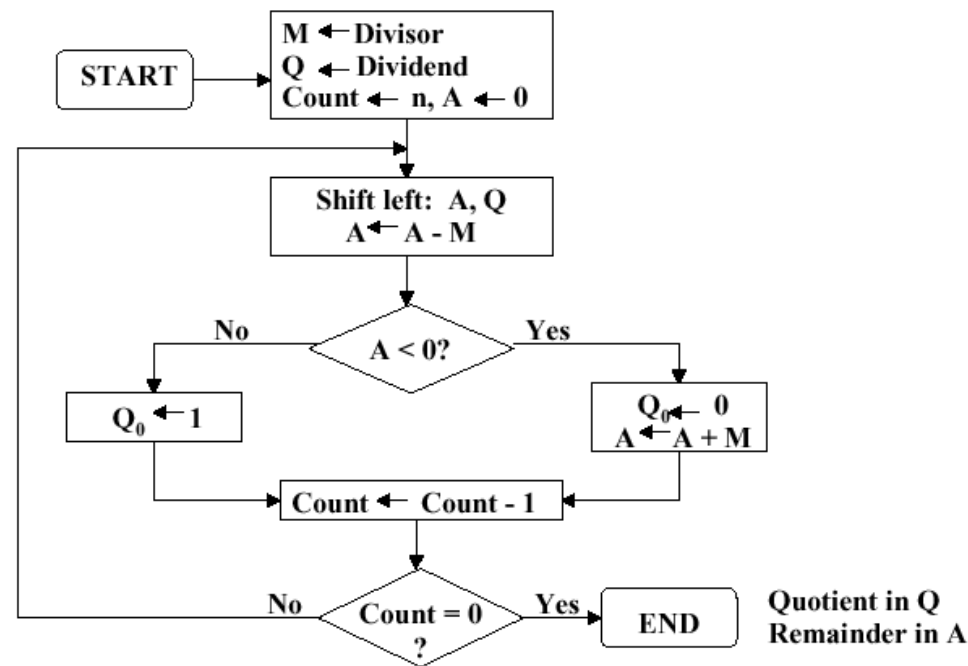 START
M ← Divisor
Q ← Dividend
Count ← n, A ← 0
Shift left: A, Q
A ← A - M
A < 0?
No
Yes
Q₀ ← 1
Q₀ ← 0
A ← A + M
Count ← Count - 1
Count = 0
?
No
Yes
END
Quotient in Q
Remainder in A